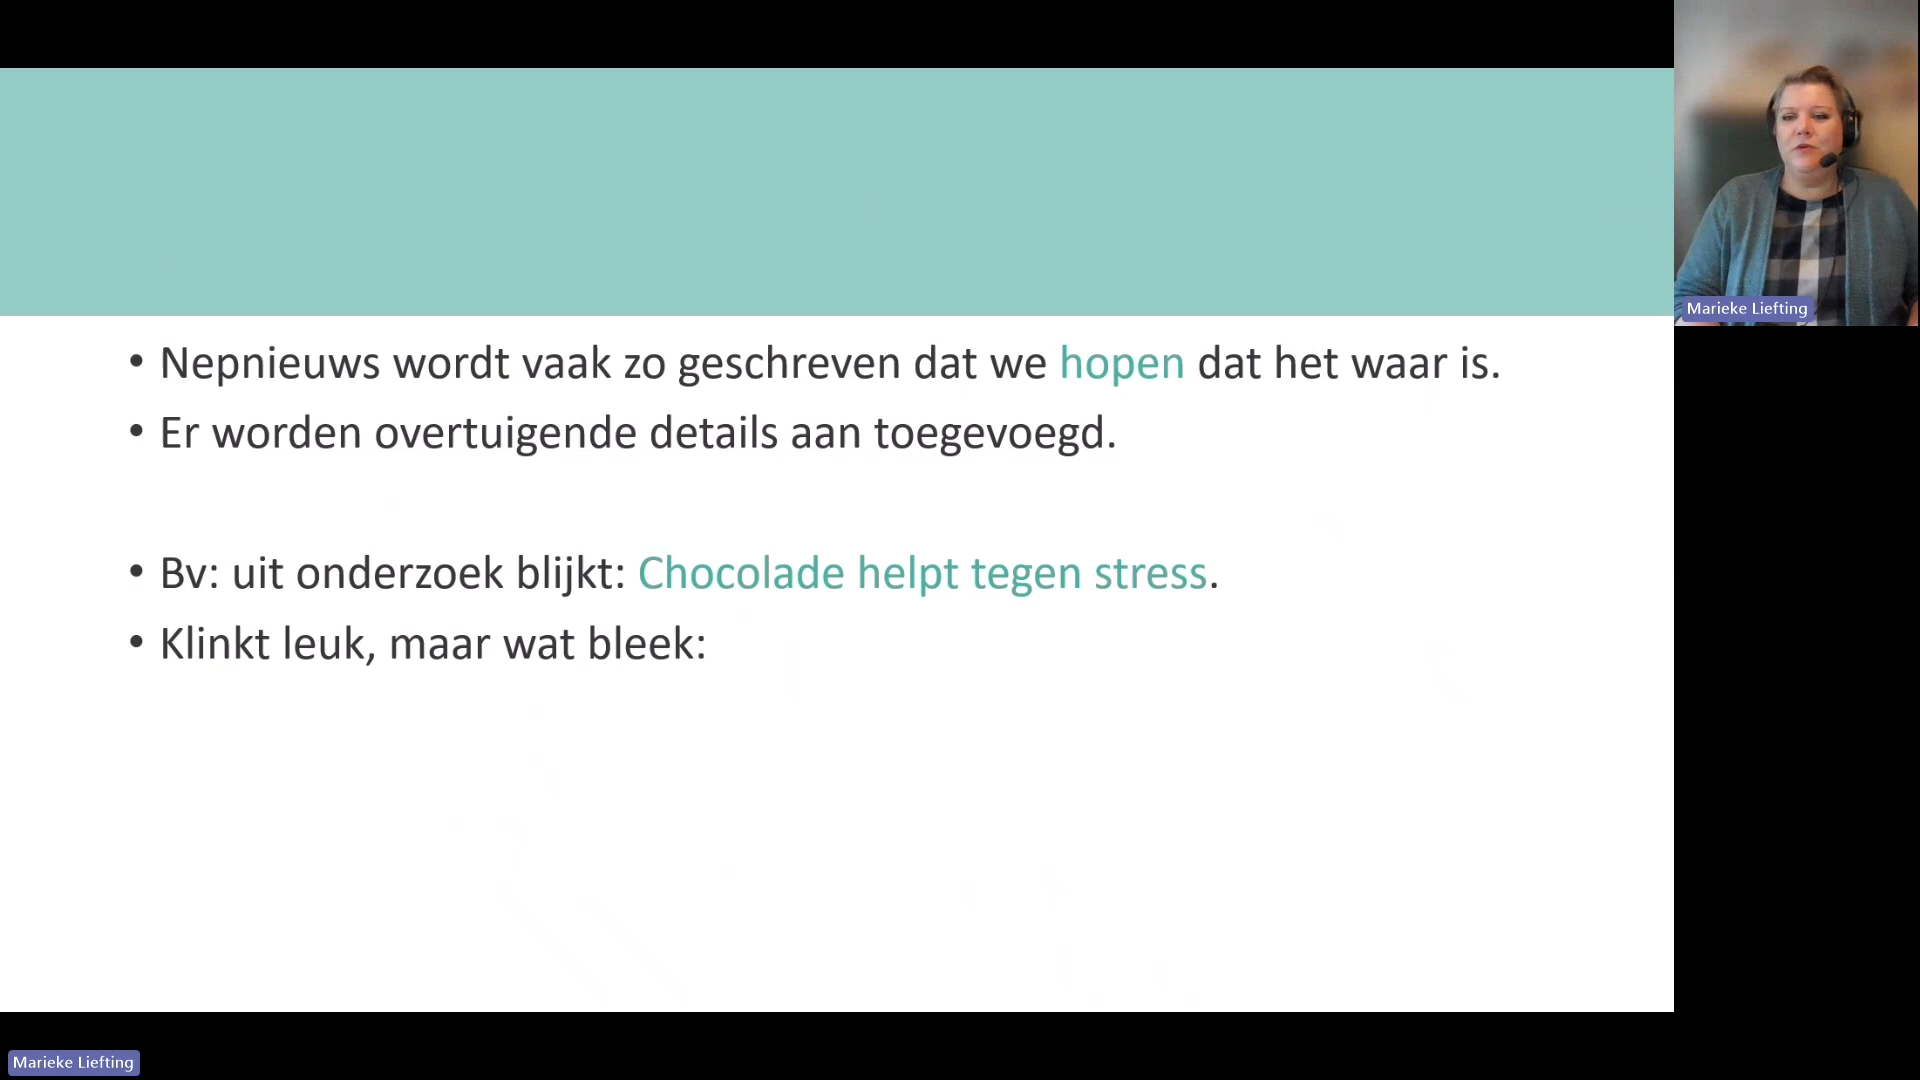 • Nepnieuws wordt vaak zo geschreven dat we hopen dat het waar is.
• Er worden overtuigende details aan toegevoegd.
• Bv: uit onderzoek blijkt: Chocolade helpt tegen stress.
• Klinkt leuk, maar wat bleek:
Marieke Liefting
Marieke Liefting